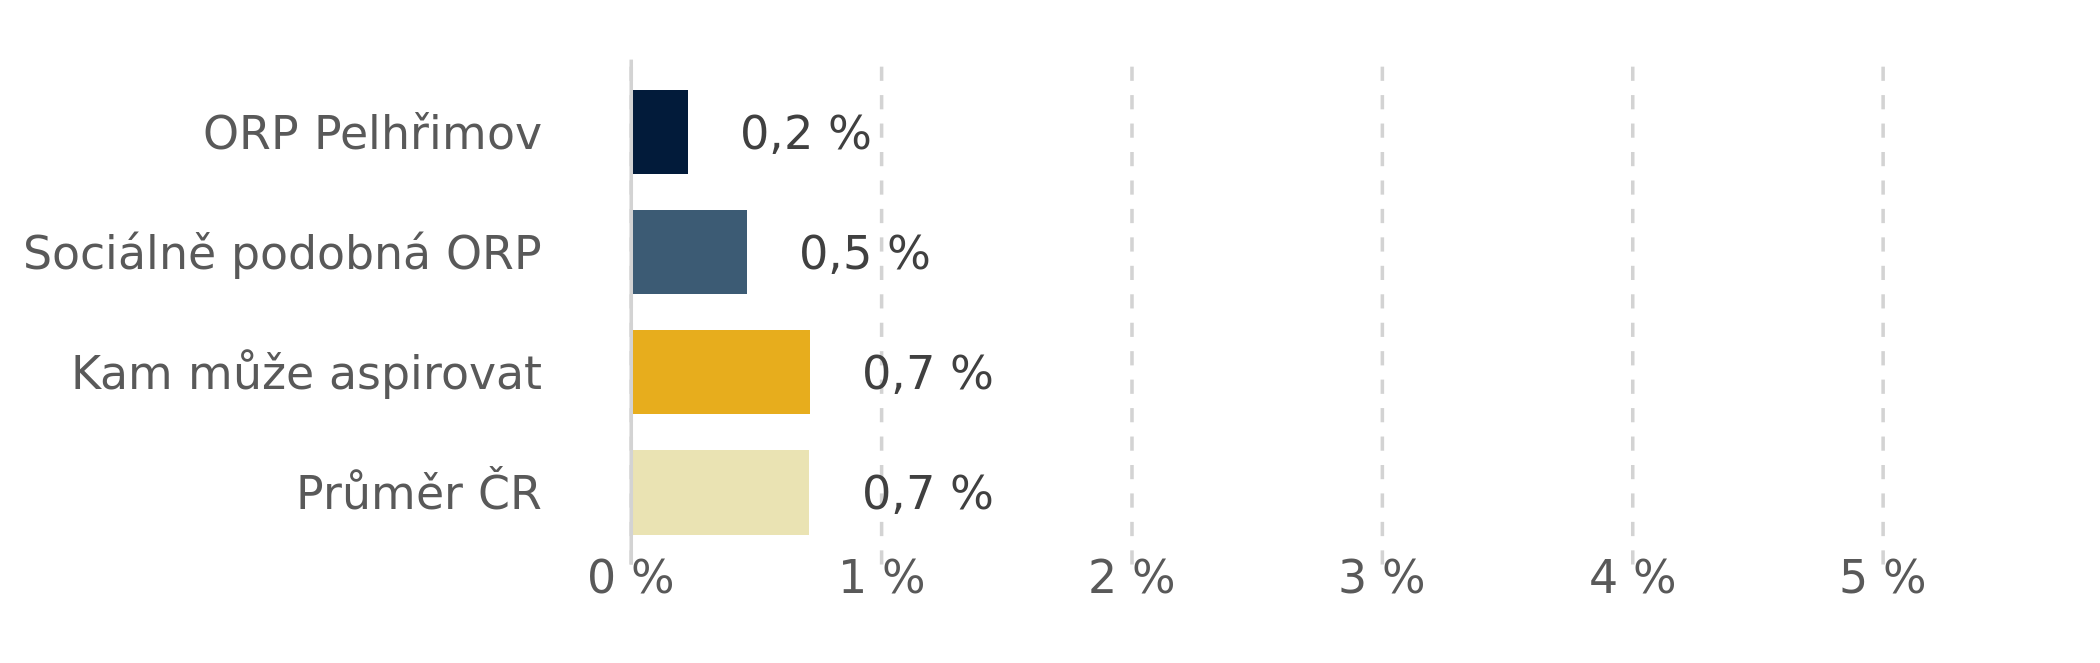 ORP Pelhřimov 0,2 %
Sociálně podobná ORP 0,5 %
Kam může aspirovat 0,7 %
Průměr ČR 0,7 %
0 % 1 % 2 % 3 % 4 % 5 %